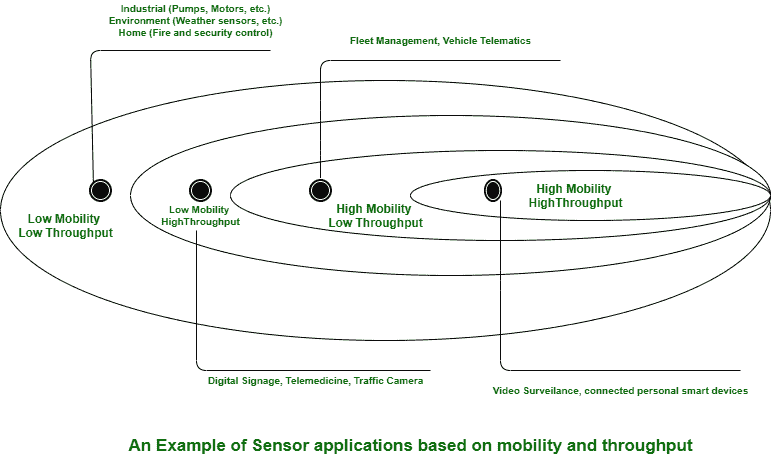 Industrial (Pumps, Motors, etc.)
Environment (Weather sensors, etc.)
Home (Fire and security control)
Fleet Management, Vehicle Telematics
Low Mobility
Low Throughput
Low Mobility
HighThroughput
High Mobility
Low Throughput
High Mobility
HighThroughput
Digital Signage, Telemedicine, Traffic Camera
Video Surveilance, connected personal smart devices
An Example of Sensor applications based on mobility and throughput